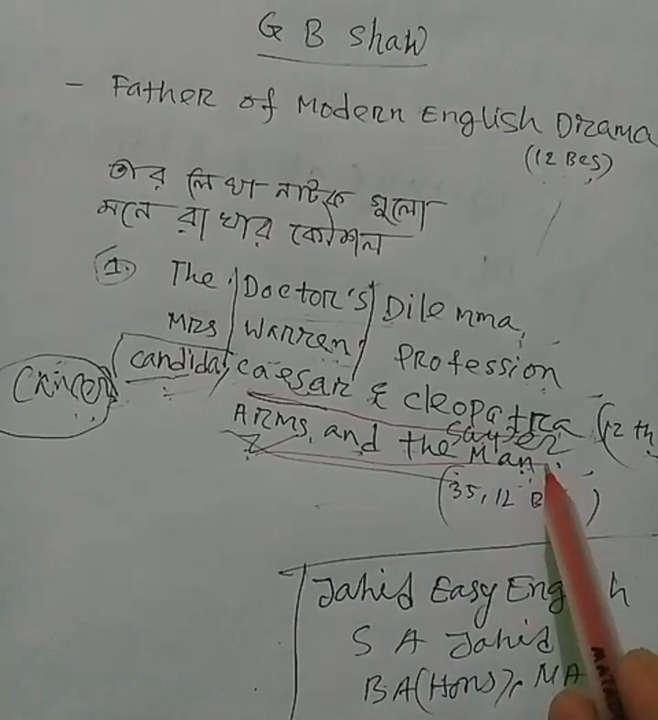 G B Shaw
- Father of Modern English Drama
(12 BCS)
তার লিখা নাটক গুলো
মনে রাখার কৌশল
1. The Doctor's Dilemma,
Mrs Warren Profession
candida, caesar & cleopatra (12 th
Arms and the Man
(35, 12 B )
Jahid Easy Eng h
S A Jahid
BA(Hons), MA